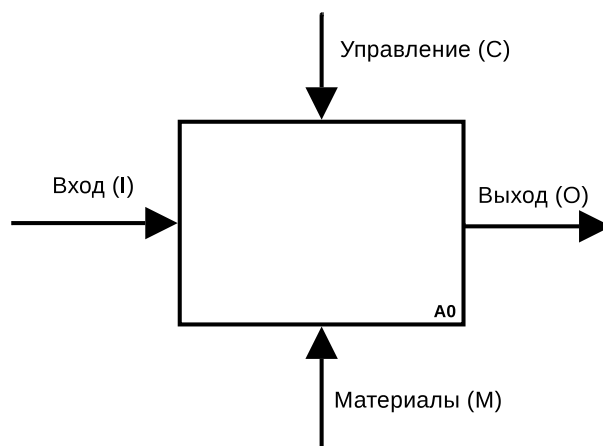 Управление (C)
Вход (I)
Выход (O)
A0
Материалы (M)